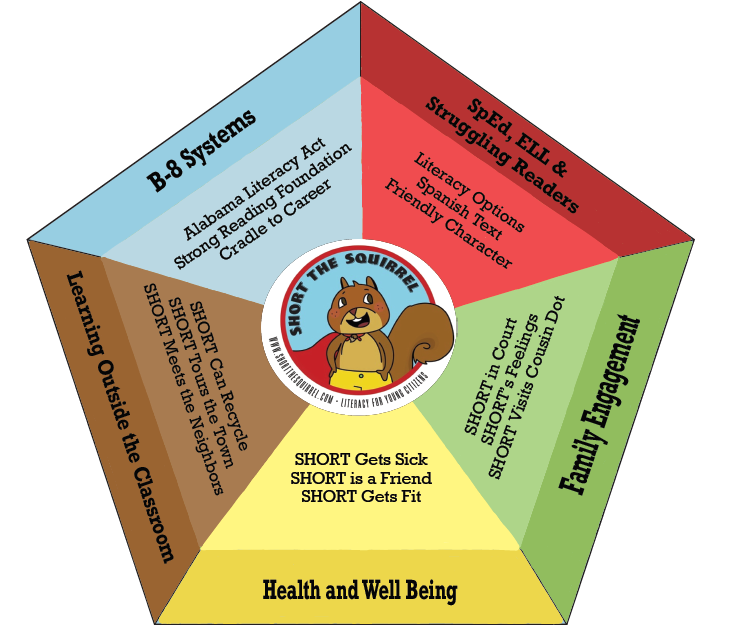 B-8 Systems
Alabama Literacy Act
Strong Reading Foundation
Cradle to Career
SpEd, ELL &
Struggling Readers
Literacy Options
Spanish Text
Friendly Character
Learning Outside the Classroom
SHORT Can Recycle
SHORT Tours the Town
SHORT Meets the Neighbors
SHORT THE SQUIRREL
WWW.SHORTTHESQUIRREL.COM - LITERACY FOR YOUNG CITIZENS
SHORT in Court
SHORT's Feelings
SHORT Visits Cousin Dot
Family Engagement
SHORT Gets Sick
SHORT is a Friend
SHORT Gets Fit
Health and Well Being